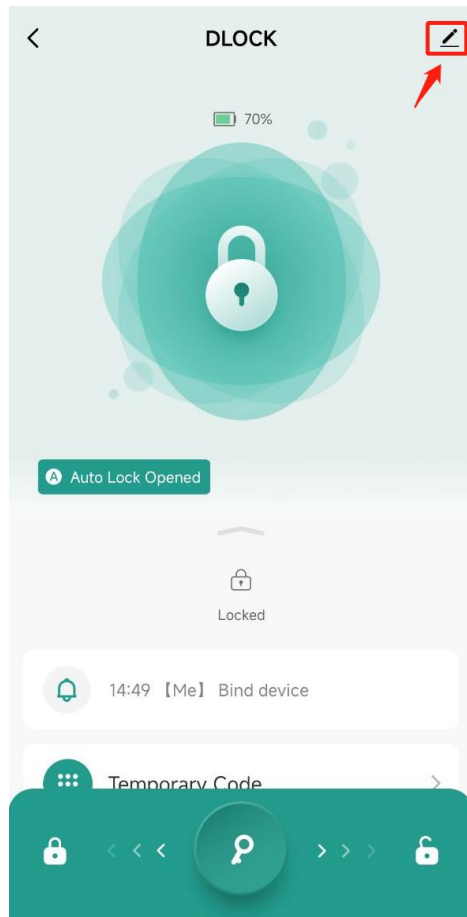 DLOCK
70%
A Auto Lock Opened
Locked
14:49 【Me】 Bind device
Temporary Code